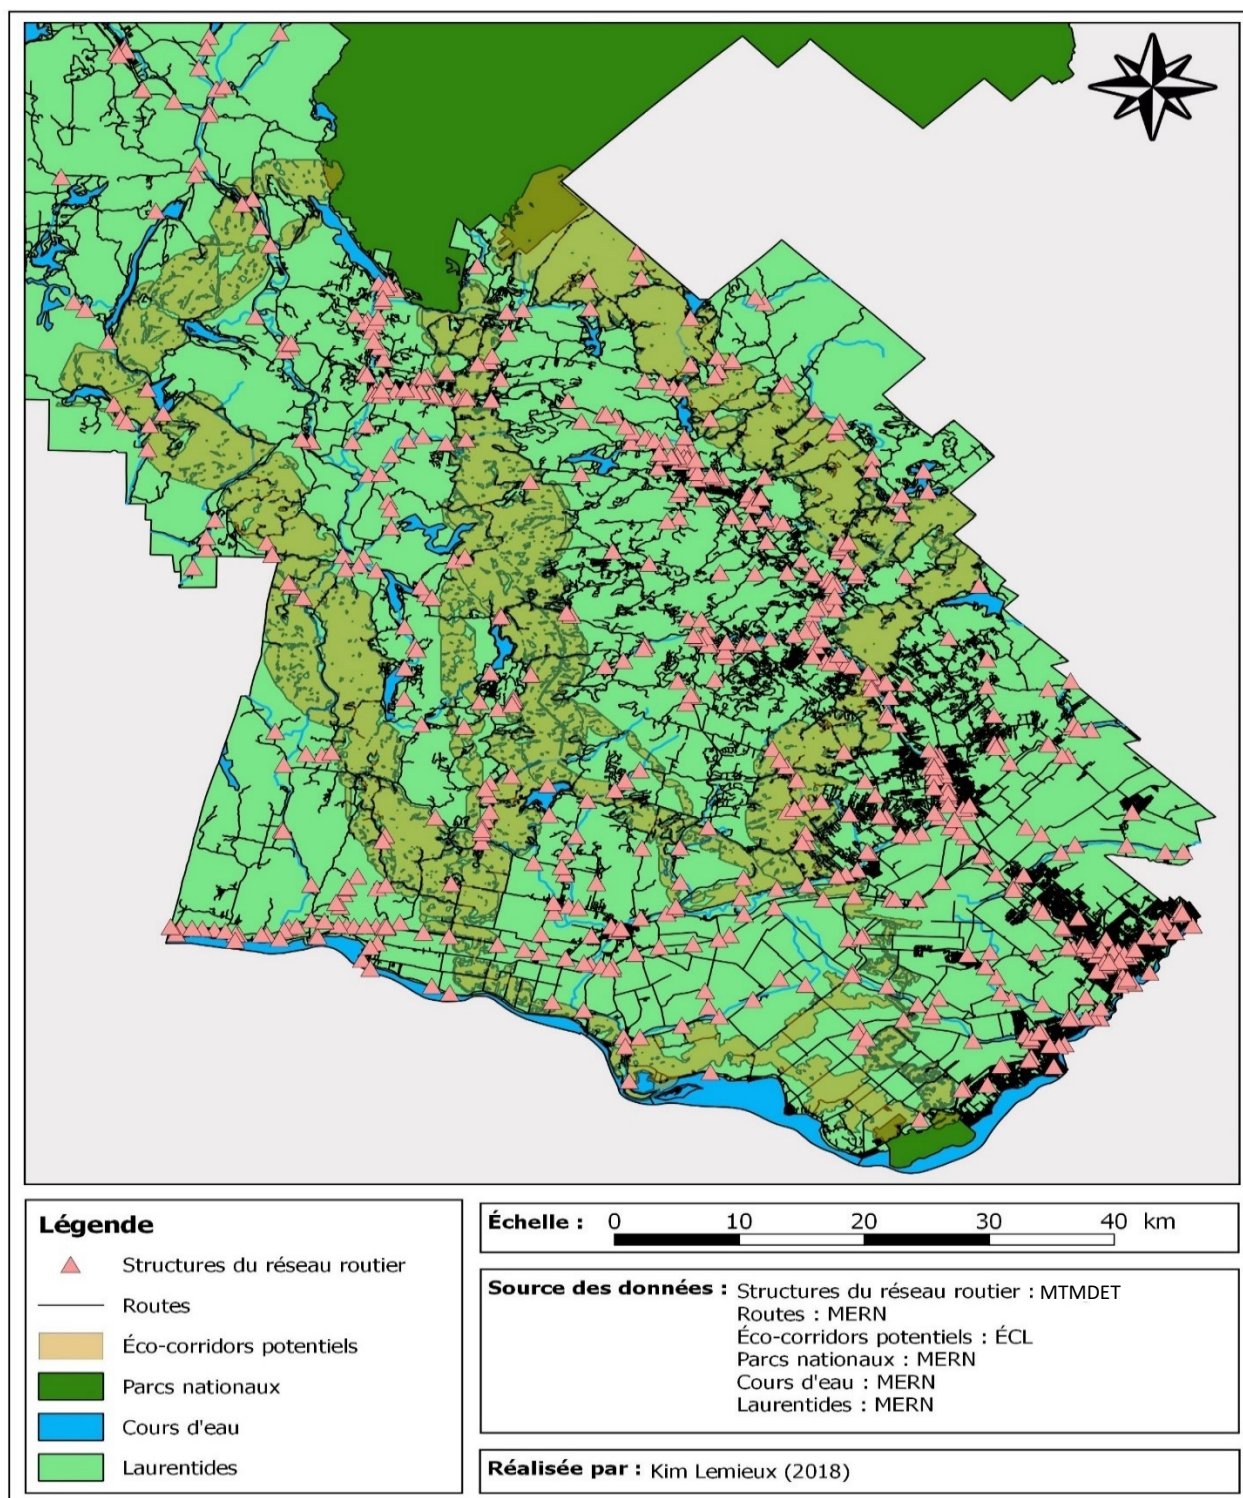 Légende
Structures du réseau routier
Routes
Éco-corridors potentiels
Parcs nationaux
Cours d'eau
Laurentides
Échelle : 0 10 20 30 40 km
Source des données : Structures du réseau routier : MTMDET
Routes : MERN
Éco-corridors potentiels : ÉCL
Parcs nationaux : MERN
Cours d'eau : MERN
Laurentides : MERN
Réalisée par : Kim Lemieux (2018)